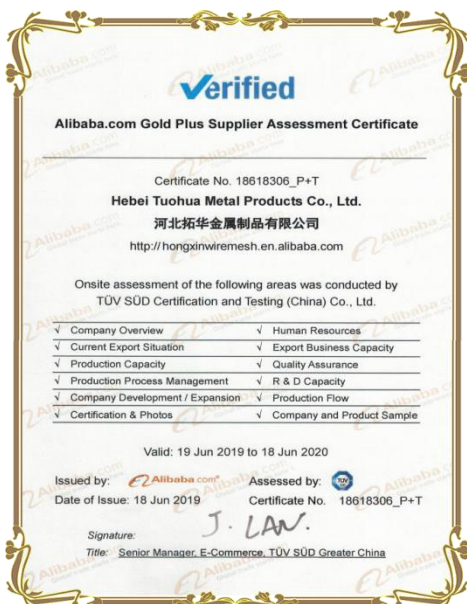 Verified
Alibaba.com Gold Plus Supplier Assessment Certificate
Certificate No. 18618306_P+T
Hebei Tuohua Metal Products Co., Ltd.
河北拓华金属制品有限公司
http://hongxinwiremesh.en.alibaba.com
Onsite assessment of the following areas was conducted by
TÜV SÜD Certification and Testing (China) Co., Ltd.
√ Company Overview √ Human Resources
√ Current Export Situation √ Export Business Capacity
√ Production Capacity √ Quality Assurance
√ Production Process Management √ R & D Capacity
√ Company Development / Expansion √ Production Flow
√ Certification & Photos √ Company and Product Sample
Valid: 19 Jun 2019 to 18 Jun 2020
Issued by: Alibaba.com® Assessed by: TÜV
Date of Issue: 18 Jun 2019 Certificate No. 18618306_P+T
Signature: J. LAN.
Title: Senior Manager, E-Commerce, TÜV SÜD Greater China